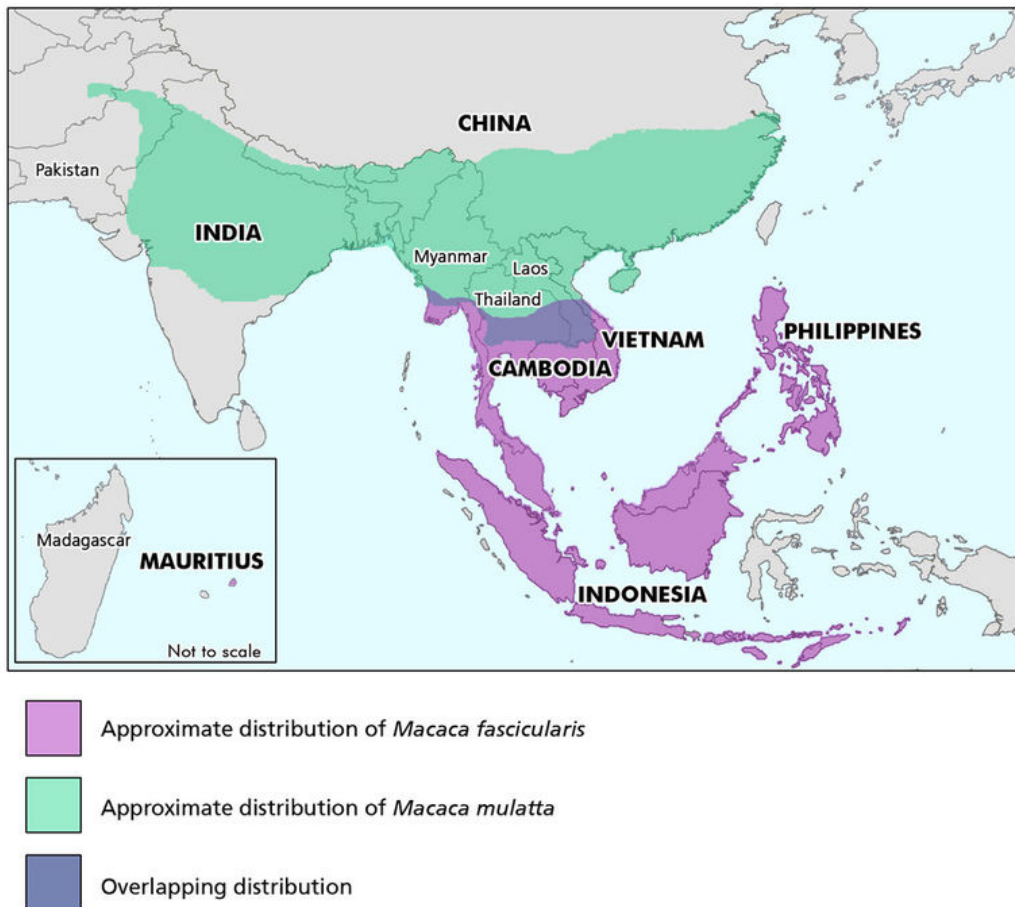 CHINA
Pakistan
INDIA
Myanmar
Laos
Thailand
VIETNAM
PHILIPPINES
CAMBODIA
Madagascar
MAURITIUS
INDONESIA
Not to scale
Approximate distribution of Macaca fascicularis
Approximate distribution of Macaca mulatta
Overlapping distribution